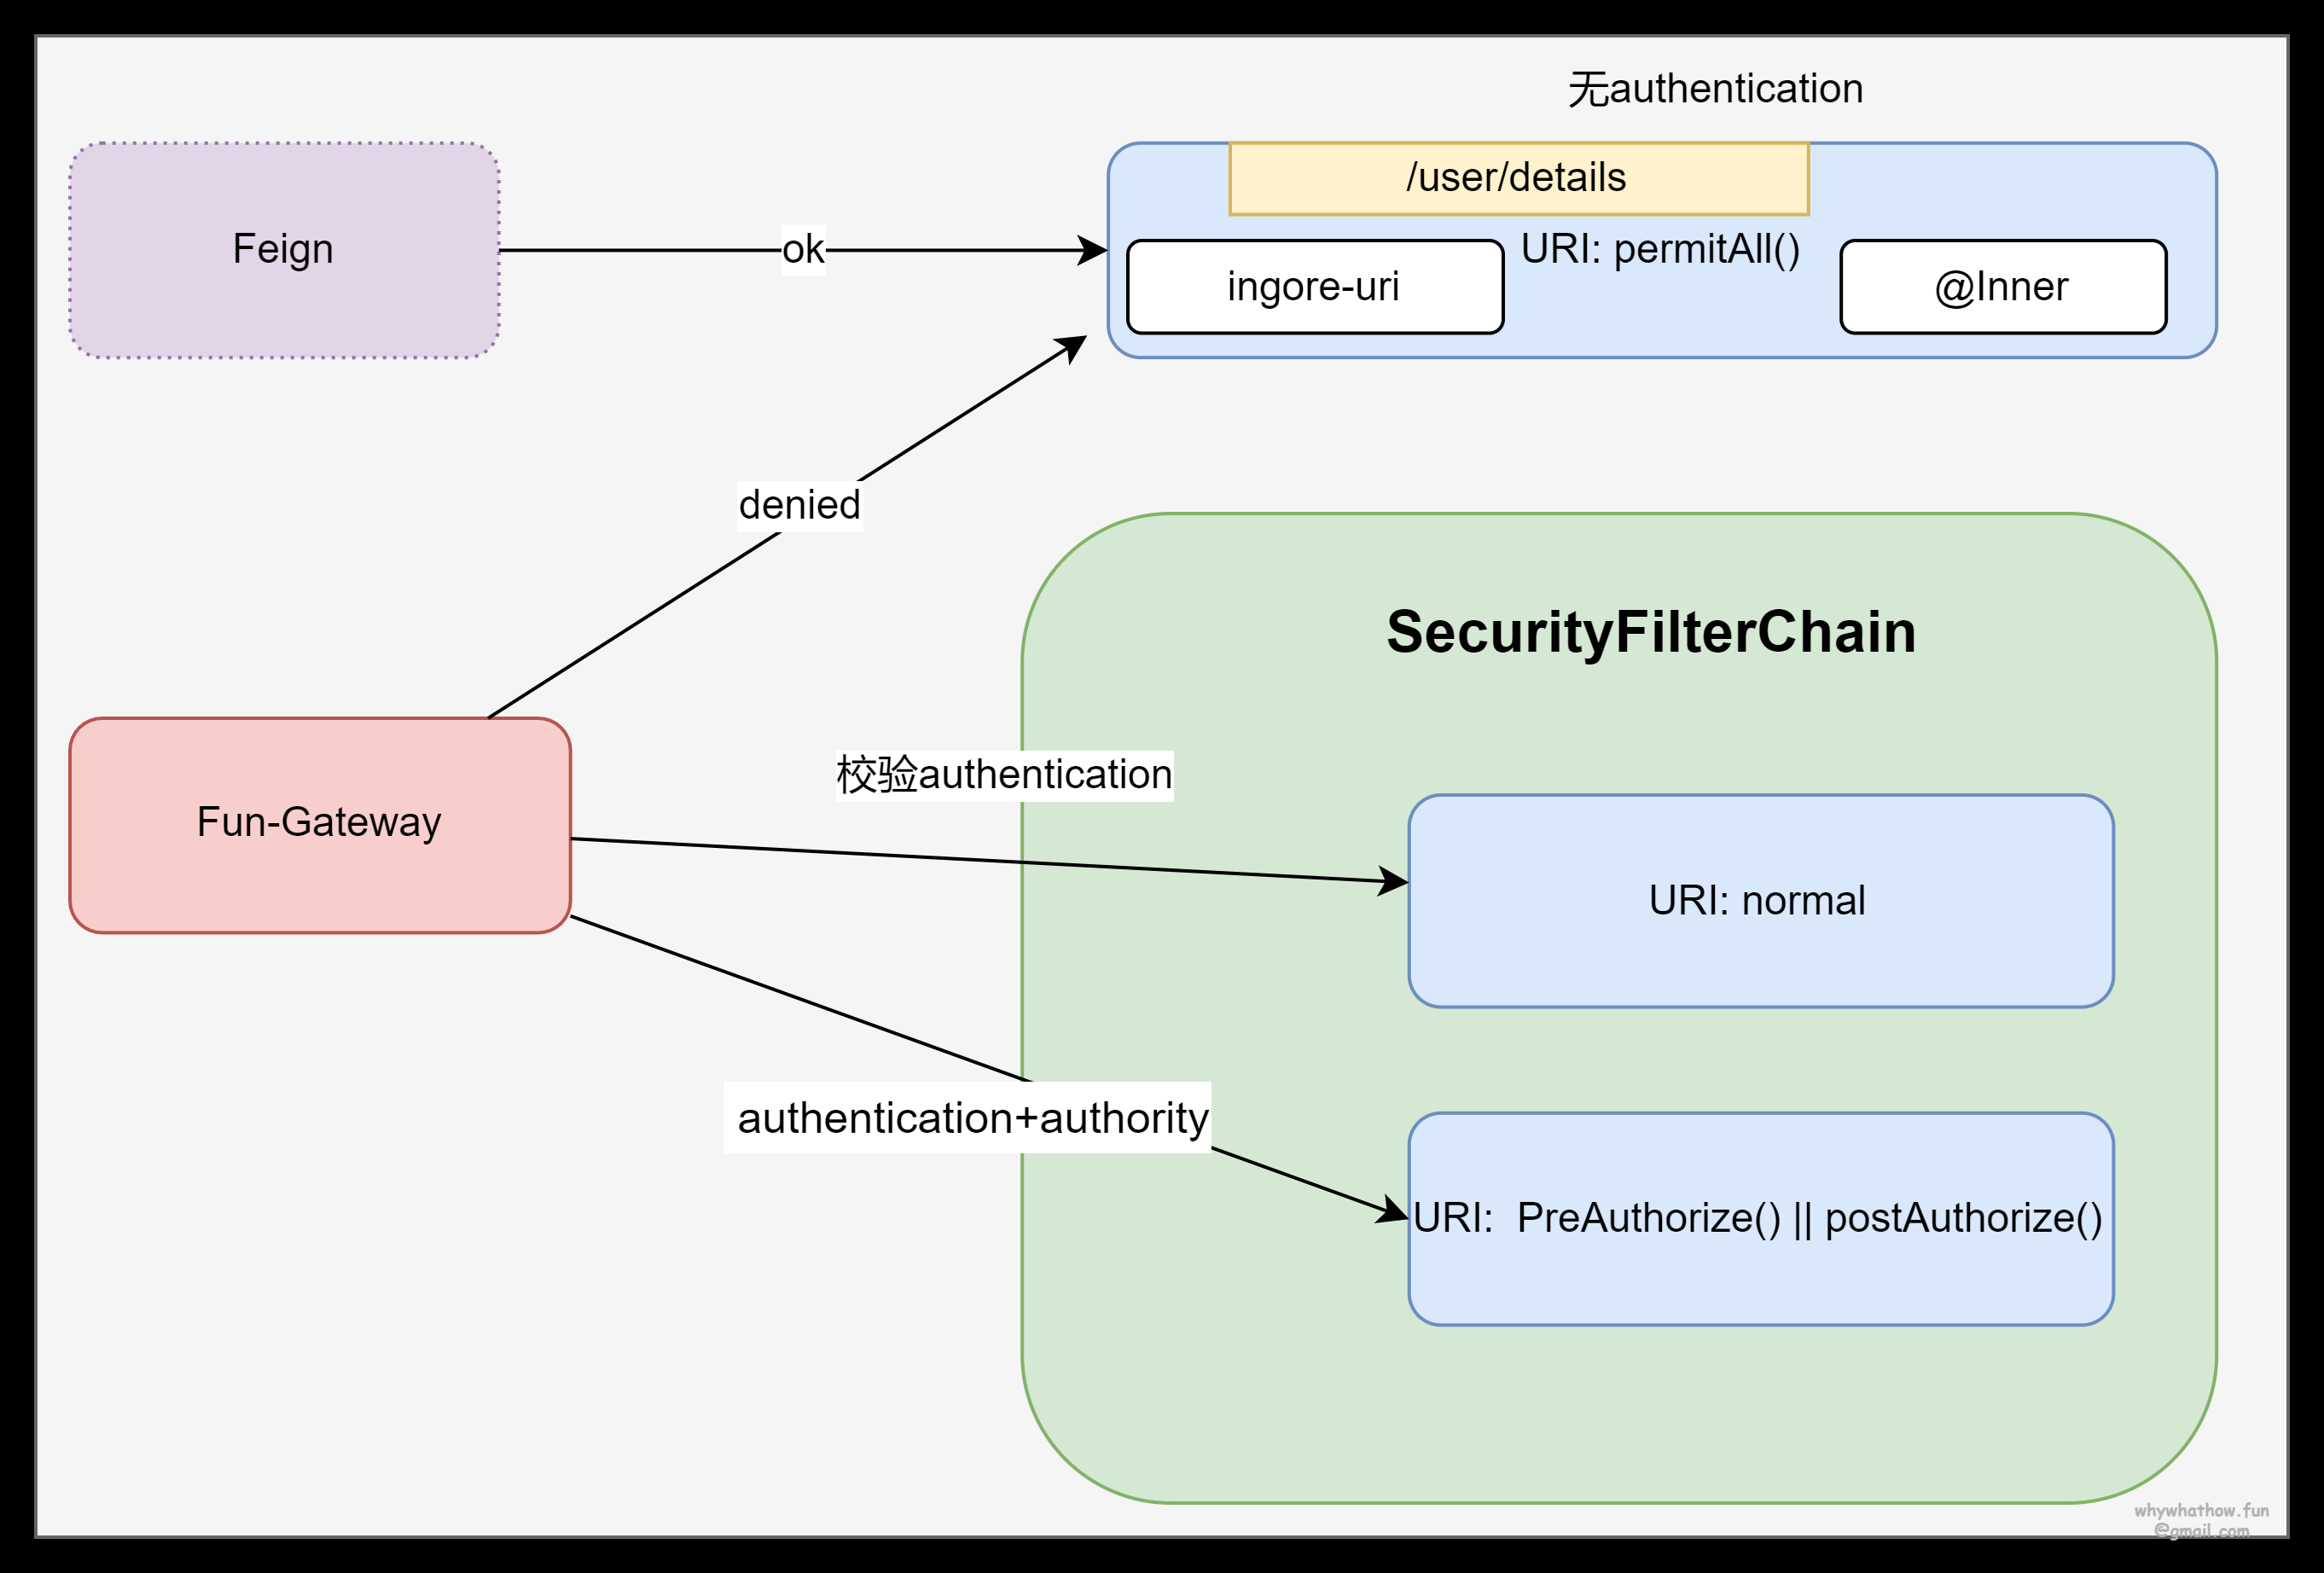 无authentication
/user/details
Feign
ok
URI: permitAll()
ingore-uri
@Inner
denied
SecurityFilterChain
校验authentication
Fun-Gateway
URI: normal
authentication+authority
URI:  PreAuthorize() || postAuthorize()
whywhathow.fun
@gmail.com